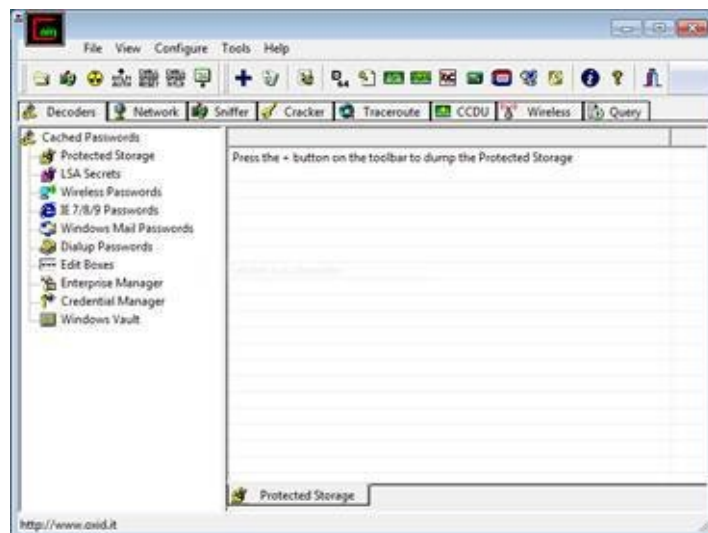 Cain
File View Configure Tools Help
Decoders Network Sniffer Cracker Traceroute CCDU Wireless Query
Cached Passwords
Protected Storage
LSA Secrets
Wireless Passwords
IE 7/8/9 Passwords
Windows Mail Passwords
Dialup Passwords
Edit Boxes
Enterprise Manager
Credential Manager
Windows Vault
Press the + button on the toolbar to dump the Protected Storage
Protected Storage
http://www.oxid.it